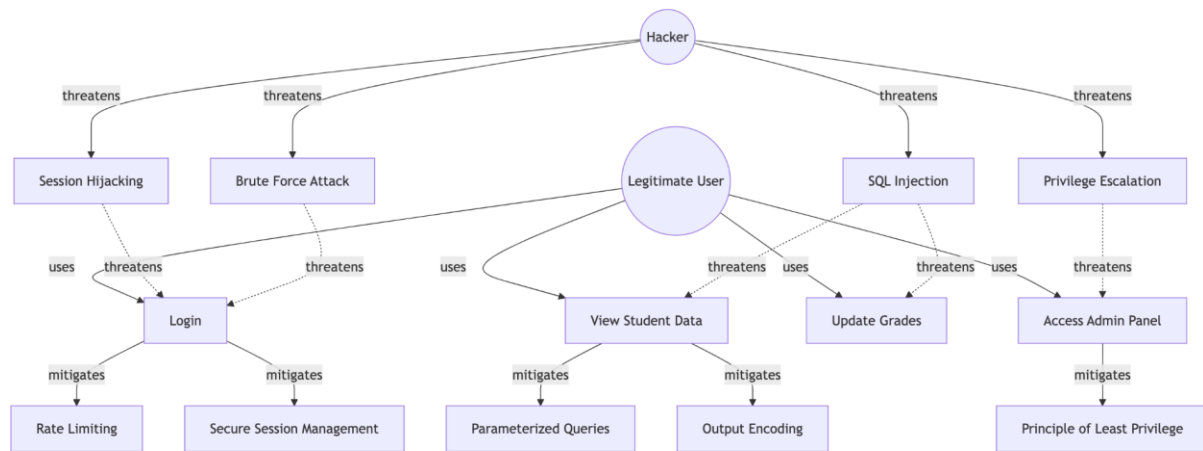 Hacker
threatens
threatens
threatens
threatens
Session Hijacking
Brute Force Attack
Legitimate User
SQL Injection
Privilege Escalation
uses
threatens
threatens
uses
threatens
uses
threatens
uses
threatens
Login
View Student Data
Update Grades
Access Admin Panel
mitigates
mitigates
mitigates
mitigates
mitigates
Rate Limiting
Secure Session Management
Parameterized Queries
Output Encoding
Principle of Least Privilege